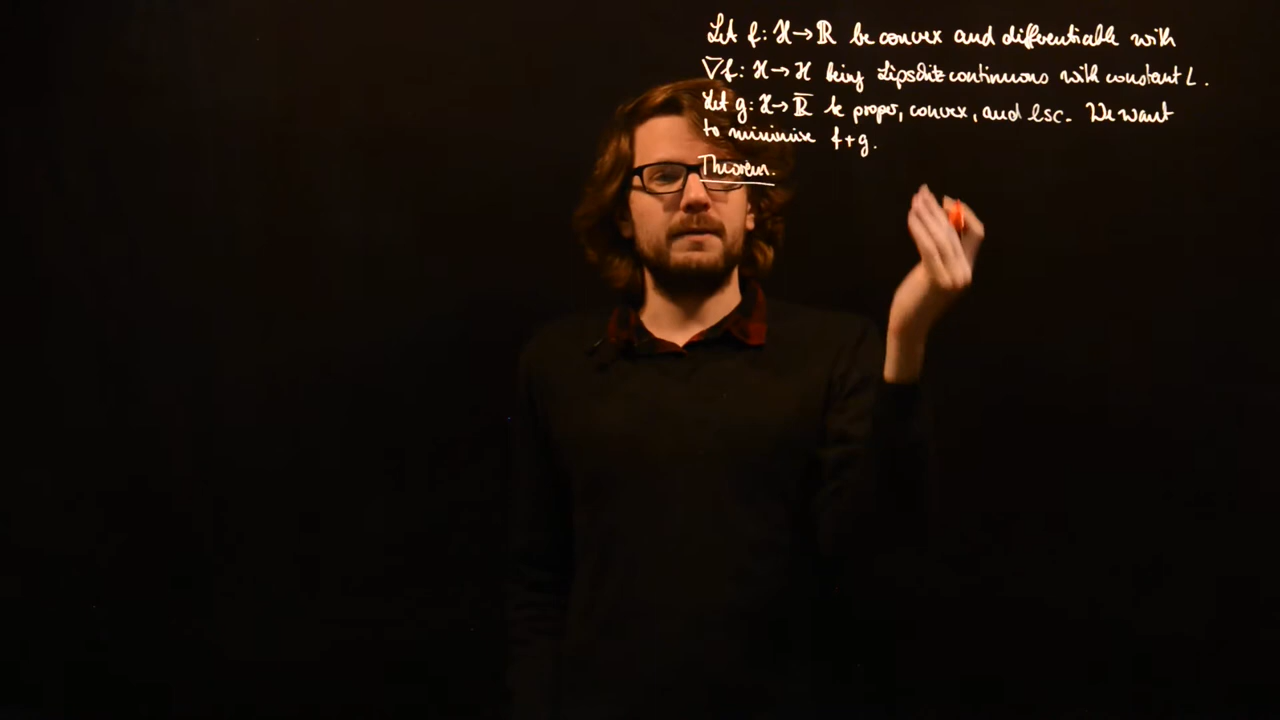 Let f: H → ℝ be convex and differentiable with
∇f: H → H being Lipschitz continuous with constant L.
Let g: H → ℝ̅ be proper, convex, and lsc. We want
to minimize f+g.
Theorem.